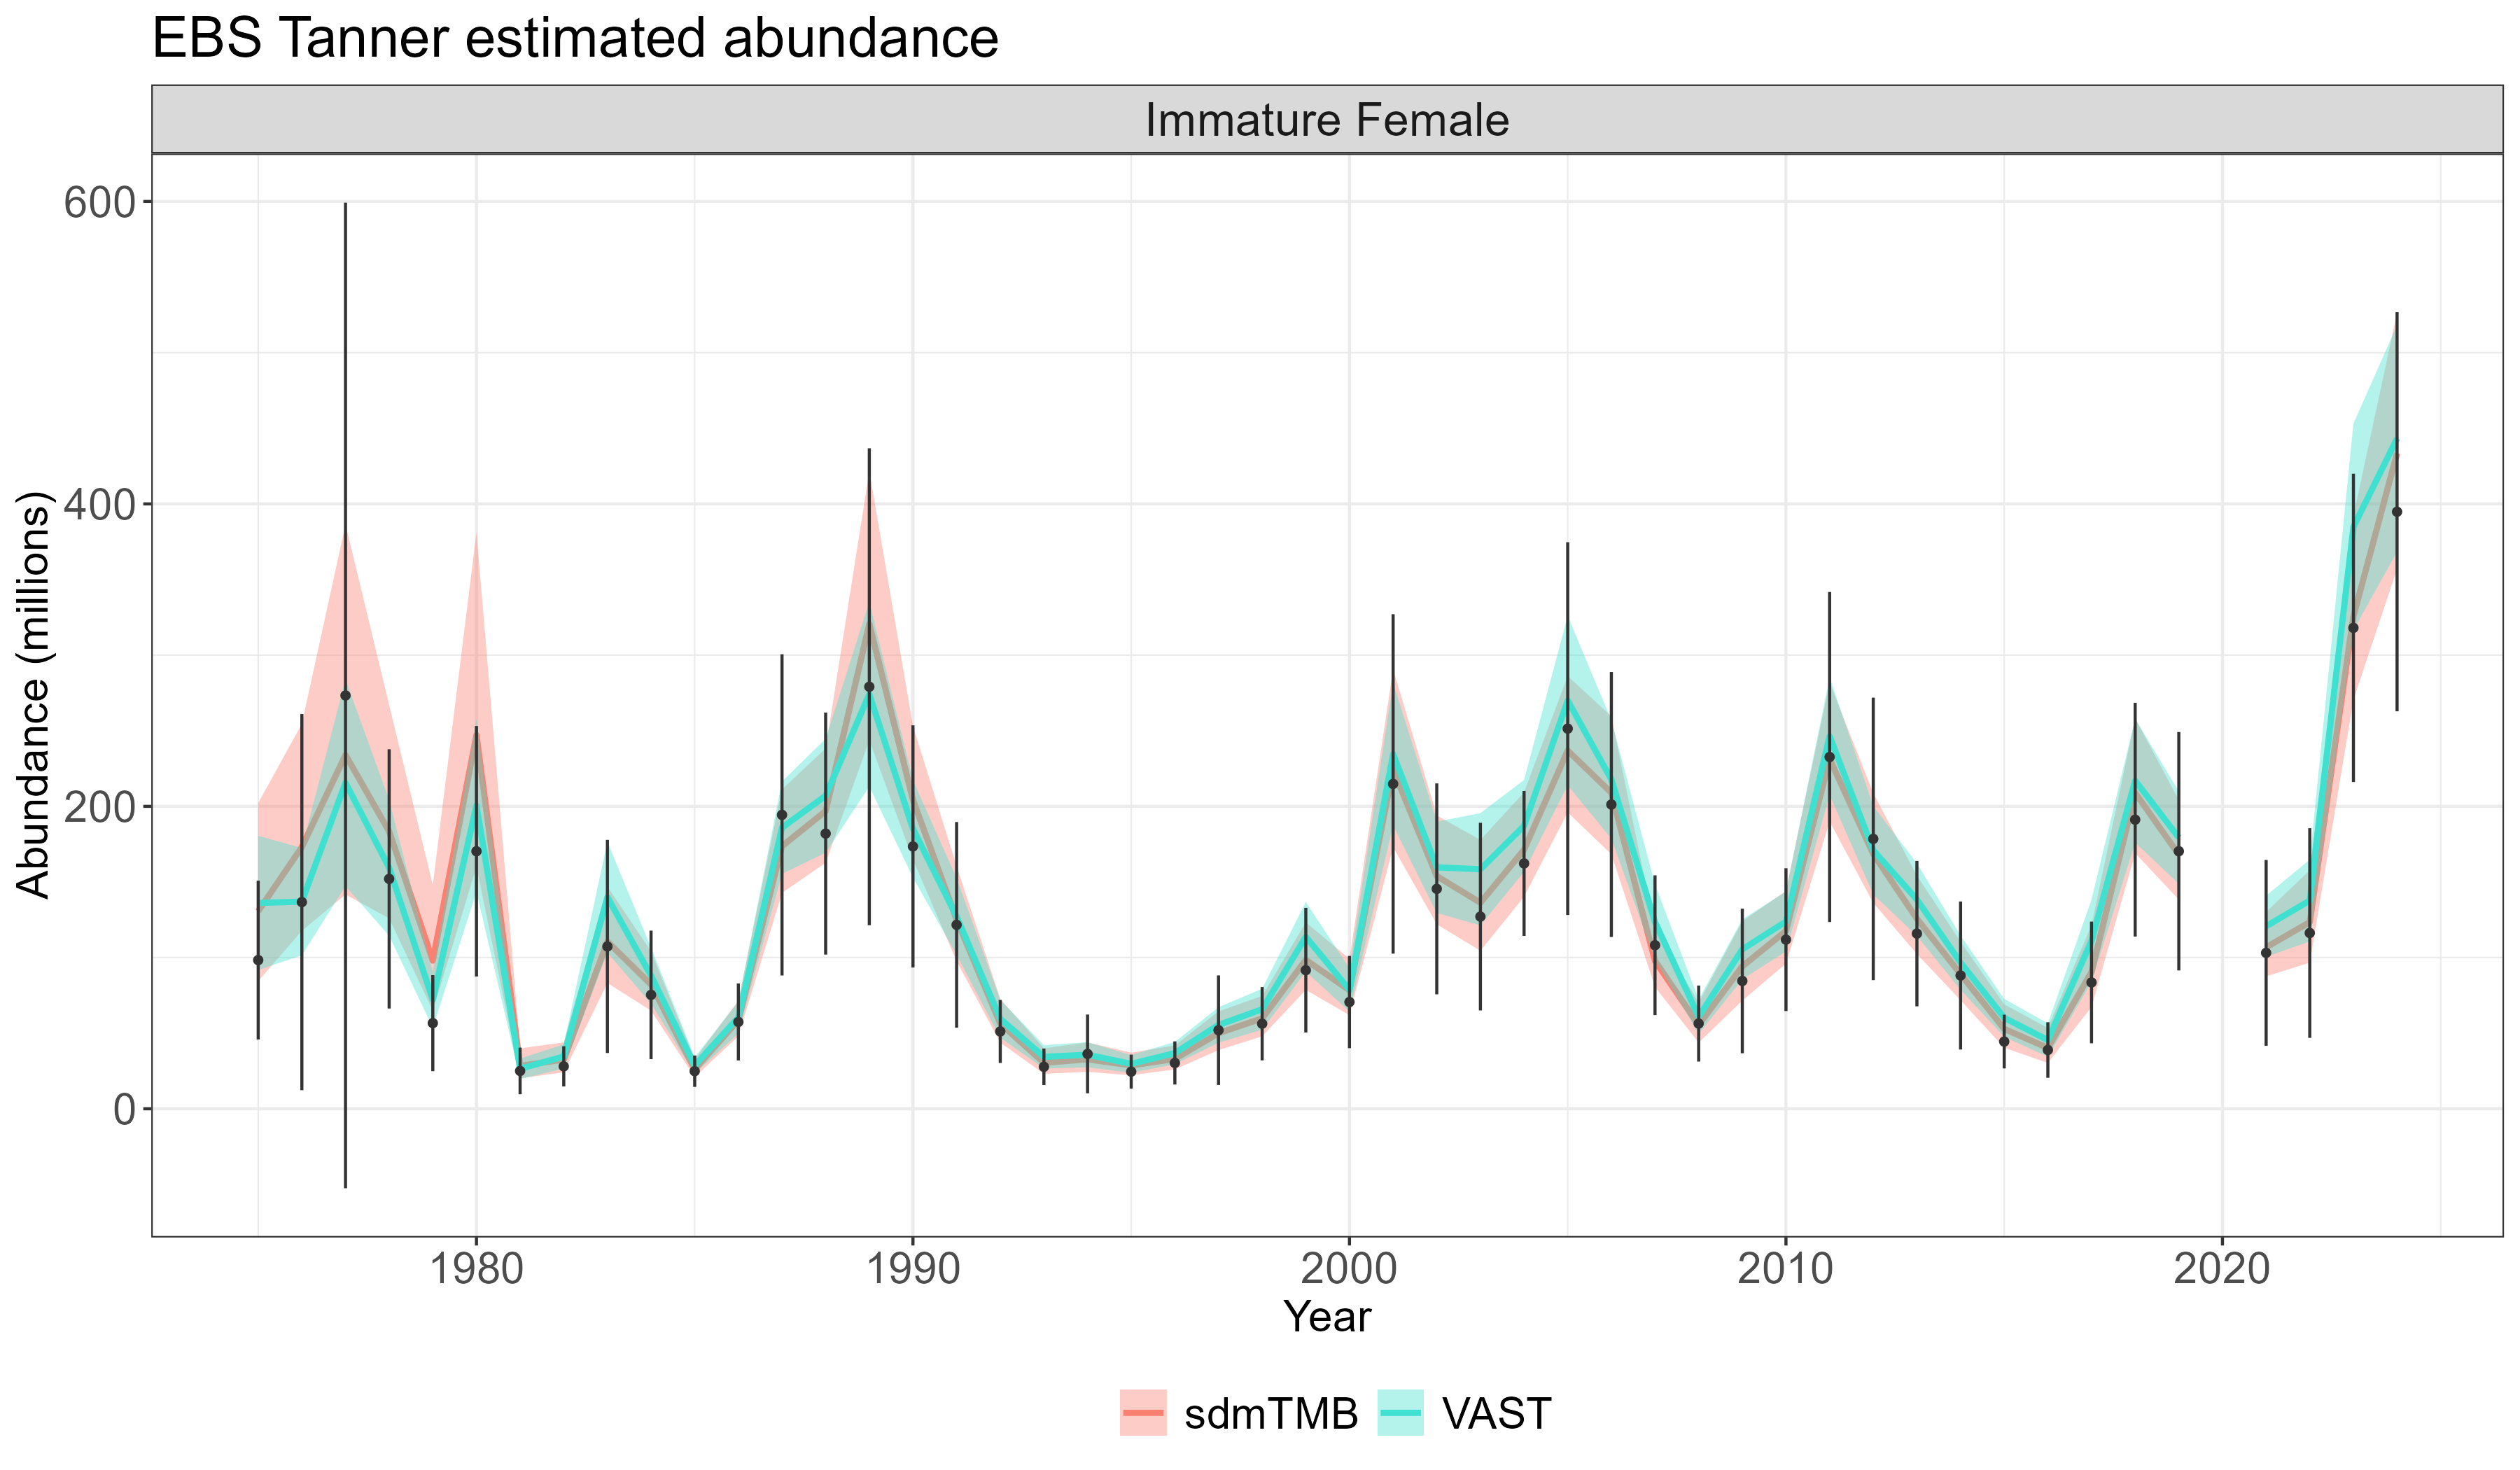 EBS Tanner estimated abundance
Immature Female
Abundance (millions)
600
400
200
0
1980 1990 2000 2010 2020
Year
sdmTMB VAST